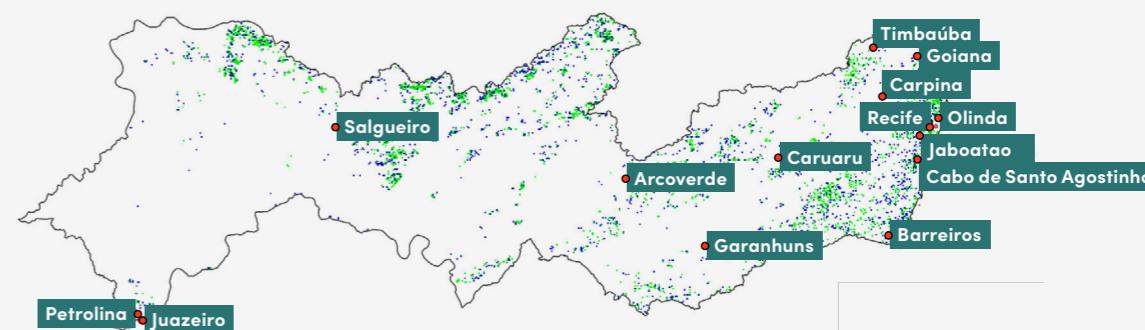 Timbaúba
Goiana
Carpina
Recife
Olinda
Salgueiro
Jaboatao
Caruaru
Cabo de Santo Agostinho
Arcoverde
Barreiros
Garanhuns
Petrolina
Juazeiro